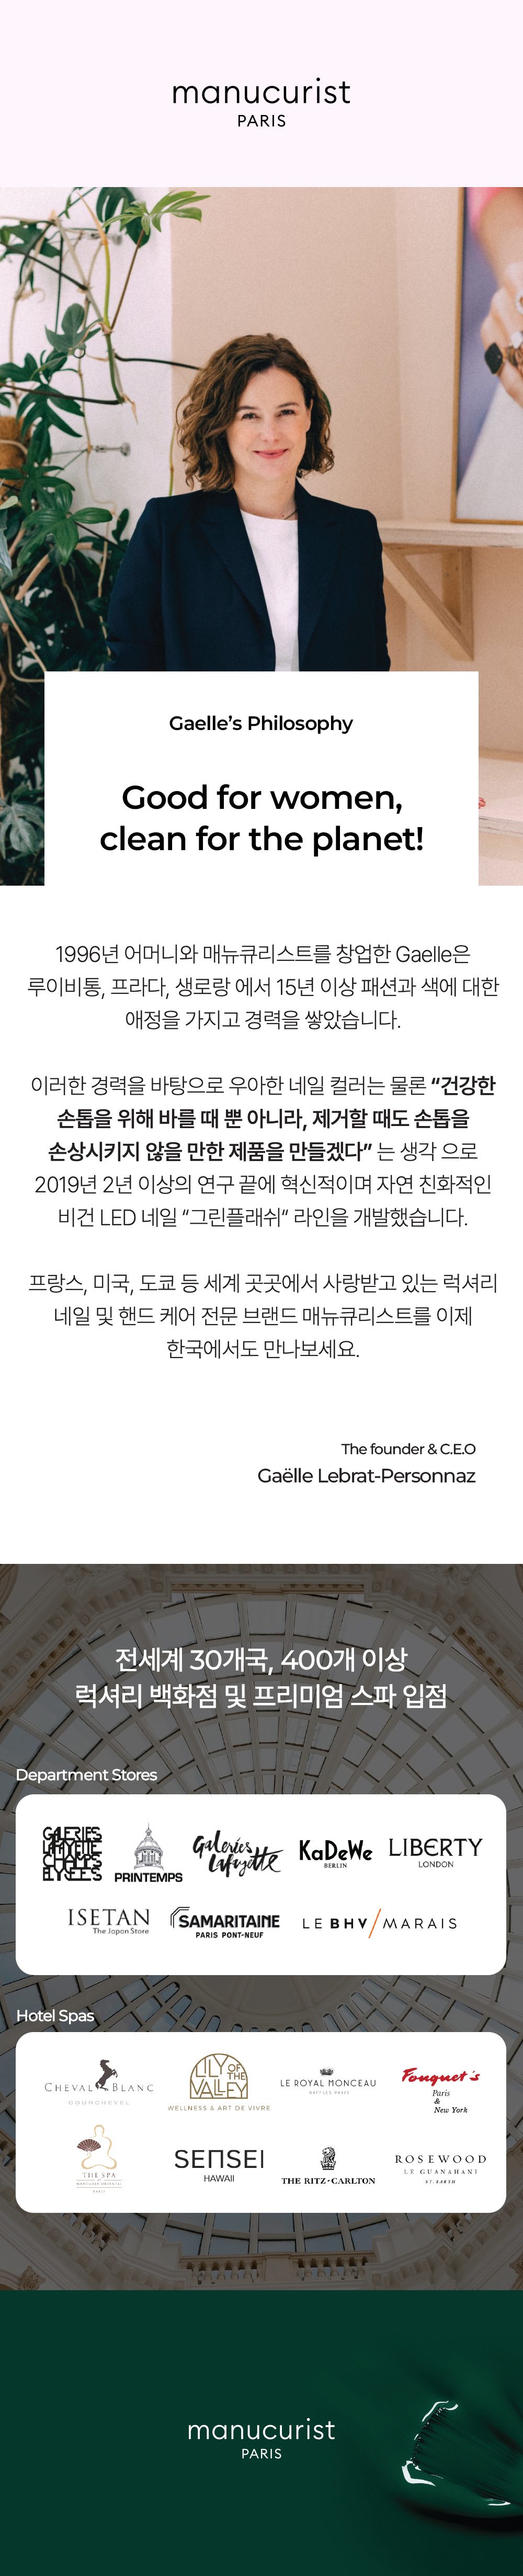 manucurist
PARIS
Gaelle’s Philosophy
Good for women,
clean for the planet!
1996년 어머니와 매뉴큐리스트를 창업한 Gaelle은
루이비통, 프라다, 생로랑 에서 15년 이상 패션과 색에 대한
애정을 가지고 경력을 쌓았습니다.
이러한 경력을 바탕으로 우아한 네일 컬러는 물론 “건강한
손톱을 위해 바를 때 뿐 아니라, 제거할 때도 손톱을
손상시키지 않을 만한 제품을 만들겠다” 는 생각 으로
2019년 2년 이상의 연구 끝에 혁신적이며 자연 친화적인
비건 LED 네일 “그린플래쉬“ 라인을 개발했습니다.
프랑스, 미국, 도쿄 등 세계 곳곳에서 사랑받고 있는 럭셔리
네일 및 핸드 케어 전문 브랜드 매뉴큐리스트를 이제
한국에서도 만나보세요.
The founder & C.E.O
Gaëlle Lebrat-Personnaz
전세계 30개국, 400개 이상
럭셔리 백화점 및 프리미엄 스파 입점
Department Stores
GALERIES
LAFAYETTE
CHAMPS
ELYSEES
PRINTEMPS
Galeries
Lafayette
KaDeWe
BERLIN
LIBERTY
LONDON
ISETAN
The Japan Store
SAMARITAINE
PARIS PONT-NEUF
LE BHV/MARAIS
Hotel Spas
CHEVAL BLANC
COURCHEVEL
LILY OF THE VALLEY
WELLNESS & ART DE VIVRE
LE ROYAL MONCEAU
RAFFLES PARIS
Fouquet's
Paris
&
New York
THE SPA
MANDARIN ORIENTAL
PARIS
SENSEI
HAWAII
THE RITZ-CARLTON
ROSEWOOD
LE GUANAHANI
ST. BARTH
manucurist
PARIS